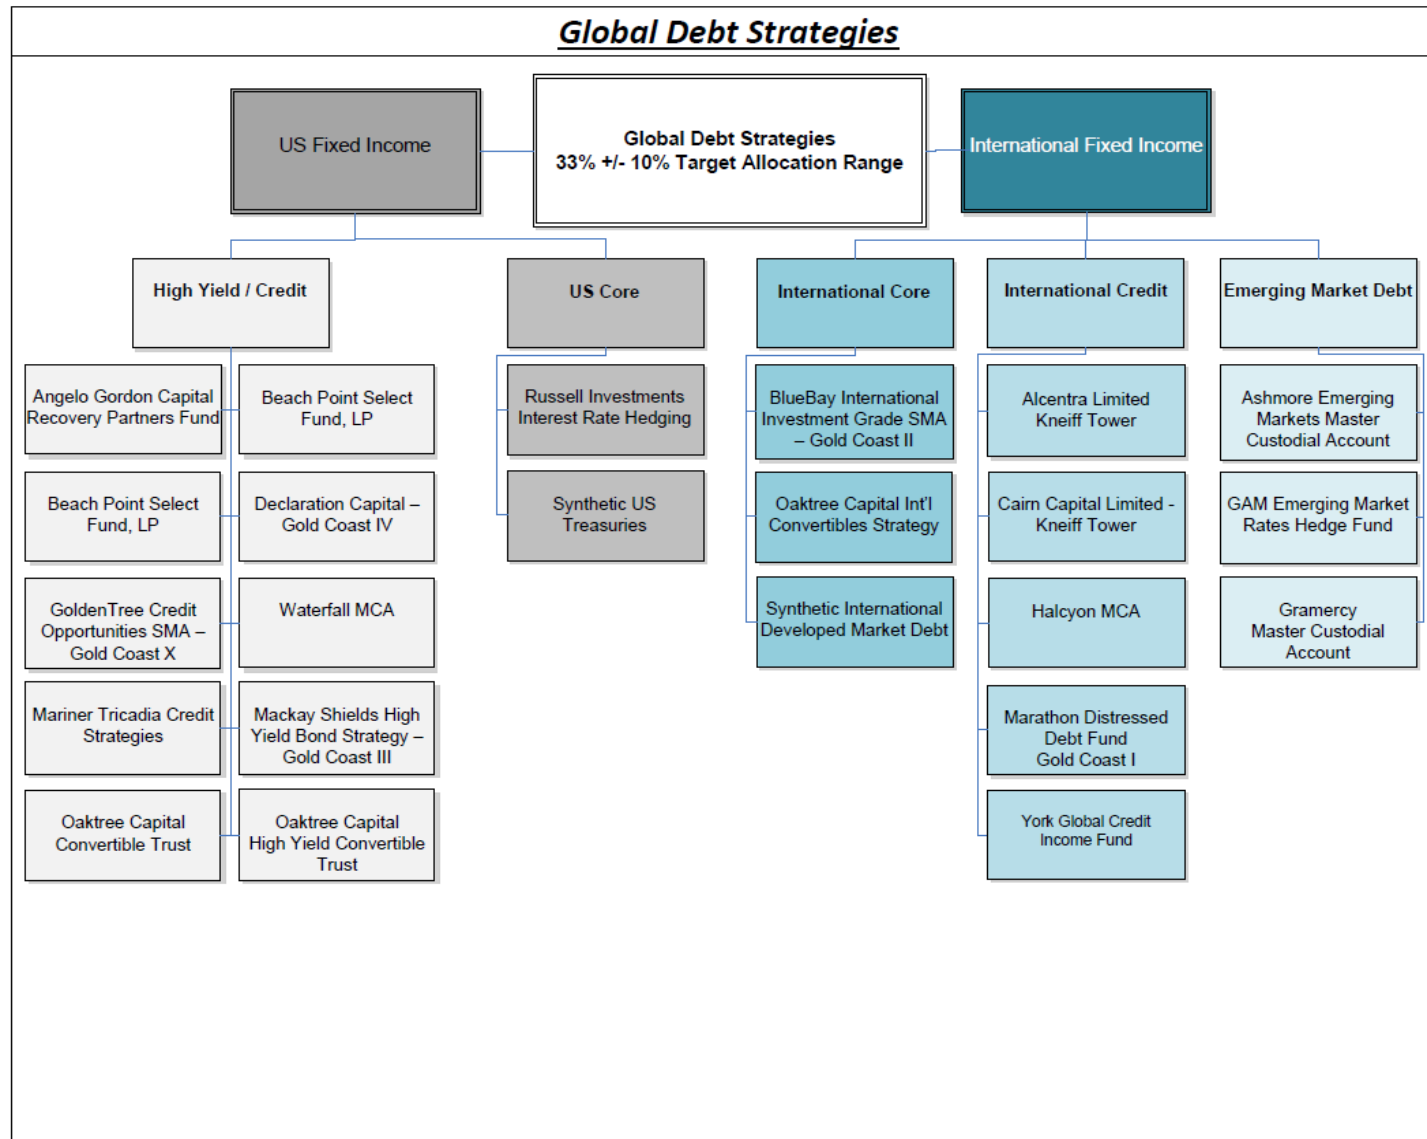 Global Debt Strategies
US Fixed Income
Global Debt Strategies
33% +/- 10% Target Allocation Range
International Fixed Income
High Yield / Credit
US Core
International Core
International Credit
Emerging Market Debt
Angelo Gordon Capital
Recovery Partners Fund
Beach Point Select
Fund, LP
Beach Point Select
Fund, LP
Declaration Capital –
Gold Coast IV
GoldenTree Credit
Opportunities SMA –
Gold Coast X
Waterfall MCA
Mariner Tricadia Credit
Strategies
Mackay Shields High
Yield Bond Strategy –
Gold Coast III
Oaktree Capital
Convertible Trust
Oaktree Capital
High Yield Convertible
Trust
Russell Investments
Interest Rate Hedging
Synthetic US
Treasuries
BlueBay International
Investment Grade SMA
– Gold Coast II
Oaktree Capital Int'l
Convertibles Strategy
Synthetic International
Developed Market Debt
Alcentra Limited
Kneiff Tower
Cairn Capital Limited -
Kneiff Tower
Halcyon MCA
Marathon Distressed
Debt Fund
Gold Coast I
York Global Credit
Income Fund
Ashmore Emerging
Markets Master
Custodial Account
GAM Emerging Market
Rates Hedge Fund
Gramercy
Master Custodial
Account